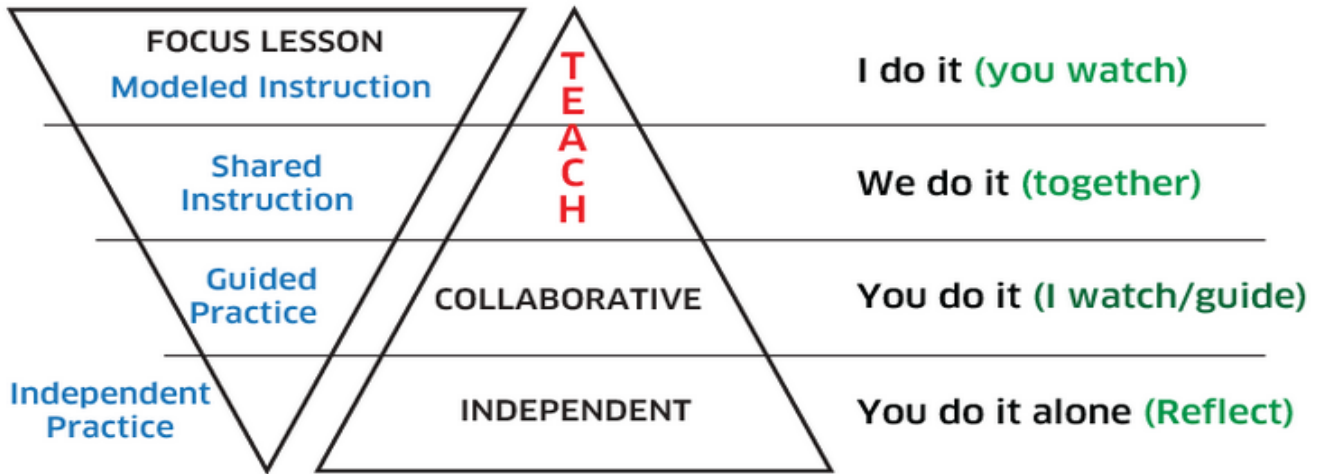 FOCUS LESSON
Modeled Instruction
TEACH
I do it (you watch)
Shared
Instruction
We do it (together)
Guided
Practice
COLLABORATIVE
You do it (I watch/guide)
Independent
Practice
INDEPENDENT
You do it alone (Reflect)